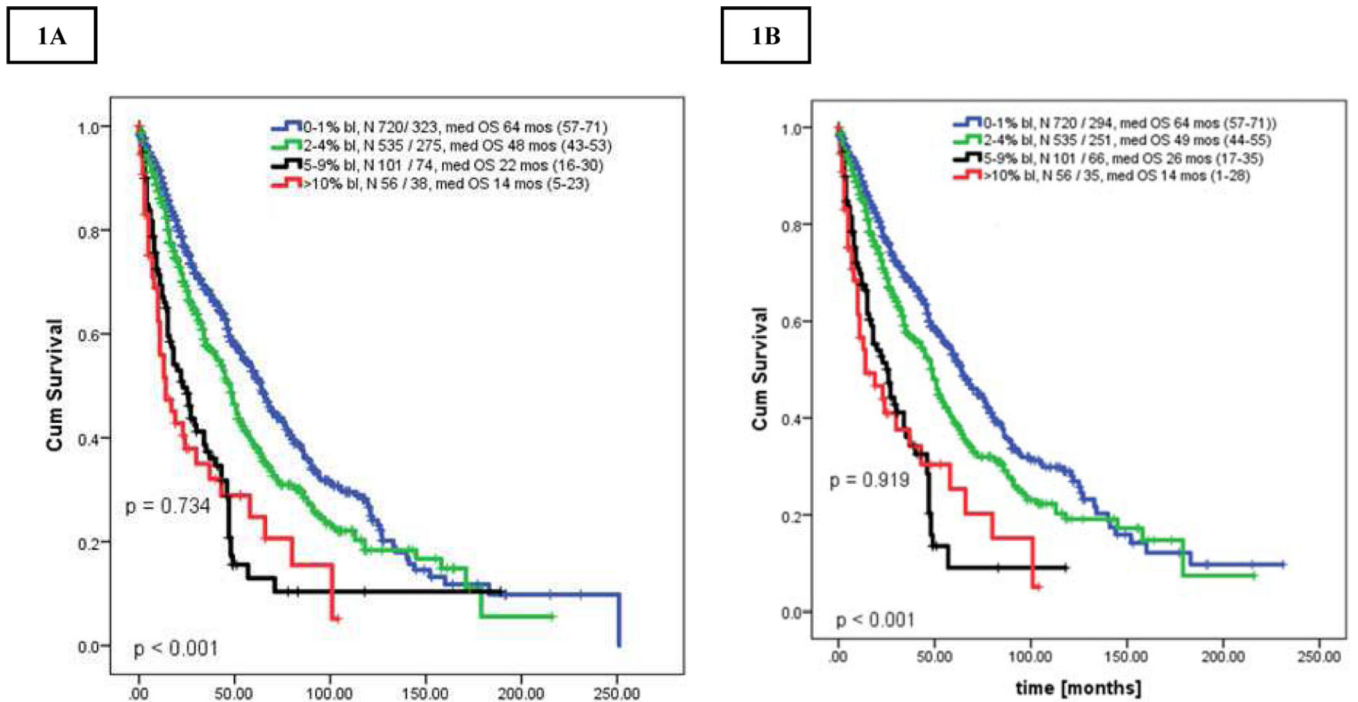 1A
0-1% bl, N 720/ 323, med OS 64 mos (57-71)
2-4% bl, N 535 / 275, med OS 48 mos (43-53)
5-9% bl, N 101 / 74, med OS 22 mos (16-30)
>10% bl, N 56 / 38, med OS 14 mos (5-23)
1.0
0.8
0.6
0.4
0.2
0.0
Cum Survival
p = 0.734
p < 0.001
.00 50.00 100.00 150.00 200.00 250.00
1B
0-1% bl, N 720 / 294, med OS 64 mos (57-71))
2-4% bl, N 535 / 251, med OS 49 mos (44-55)
5-9% bl, N 101 / 66, med OS 26 mos (17-35)
>10% bl, N 56 / 35, med OS 14 mos (1-28)
1.0
0.8
0.6
0.4
0.2
0.0
Cum Survival
p = 0.919
p < 0.001
.00 50.00 100.00 150.00 200.00 250.00
time [months]